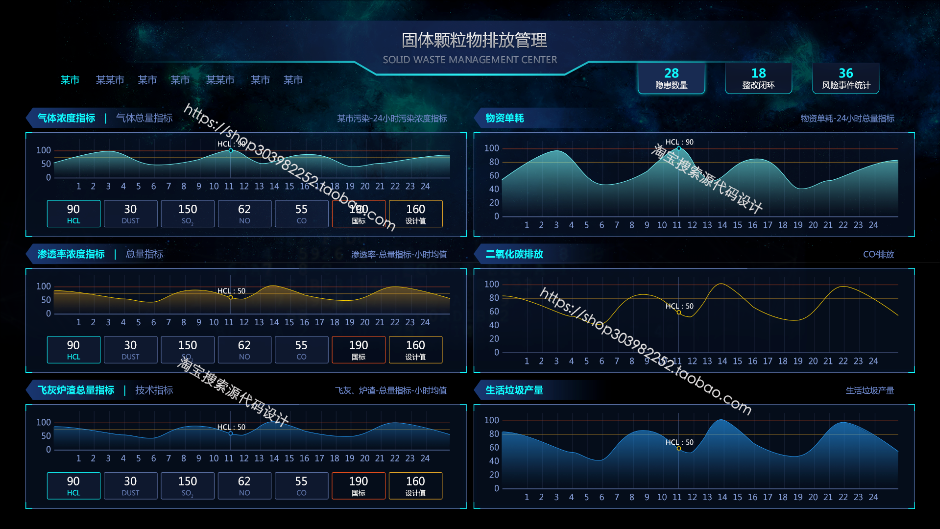 固体颗粒物排放管理
SOLID WASTE MANAGEMENT CENTER
某市 某某市 某市 某市 某某市 某市 某市
28 18 36
隐患数量 整改闭环 风险事件统计
气体浓度指标 | 气体总量指标 某市污染-24小时污染浓度指标
HCL : 90
100
50
0
1 2 3 4 5 6 7 8 9 10 11 12 13 14 15 16 17 18 19 20 21 22 23 24
90 30 150 62 55 190 160
HCL DUST SO2 NO CO 国标 设计值
物资单耗 物资单耗-24小时总量指标
HCL : 90
100
80
60
40
20
0
1 2 3 4 5 6 7 8 9 10 11 12 13 14 15 16 17 18 19 20 21 22 23 24
渗透率浓度指标 | 总量指标 渗透率-总量指标-小时均值
HCL : 50
100
50
0
1 2 3 4 5 6 7 8 9 10 11 12 13 14 15 16 17 18 19 20 21 22 23 24
90 30 150 62 55 190 160
HCL DUST SO2 NO CO 国标 设计值
二氧化碳排放 CO²排放
HCL : 50
100
80
60
40
20
0
1 2 3 4 5 6 7 8 9 10 11 12 13 14 15 16 17 18 19 20 21 22 23 24
飞灰炉渣总量指标 | 技术指标 飞灰、炉渣-总量指标-小时均值
HCL : 50
100
50
0
1 2 3 4 5 6 7 8 9 10 11 12 13 14 15 16 17 18 19 20 21 22 23 24
90 30 150 62 55 190 160
HCL DUST SO2 NO CO 国标 设计值
生活垃圾产量 生活垃圾产量
HCL : 50
100
80
60
40
20
0
1 2 3 4 5 6 7 8 9 10 11 12 13 14 15 16 17 18 19 20 21 22 23 24
https://shop303982252.taobao.com
淘宝搜索源代码设计
https://shop303982252.taobao.com
淘宝搜索源代码设计